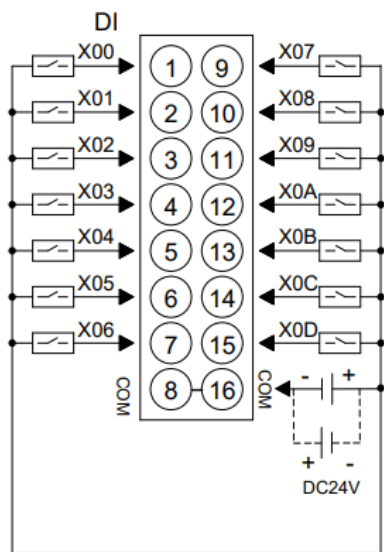 DI
X00 1 9 X07
X01 2 10 X08
X02 3 11 X09
X03 4 12 X0A
X04 5 13 X0B
X05 6 14 X0C
X06 7 15 X0D
COM 8 16 COM - +
+ -
DC24V